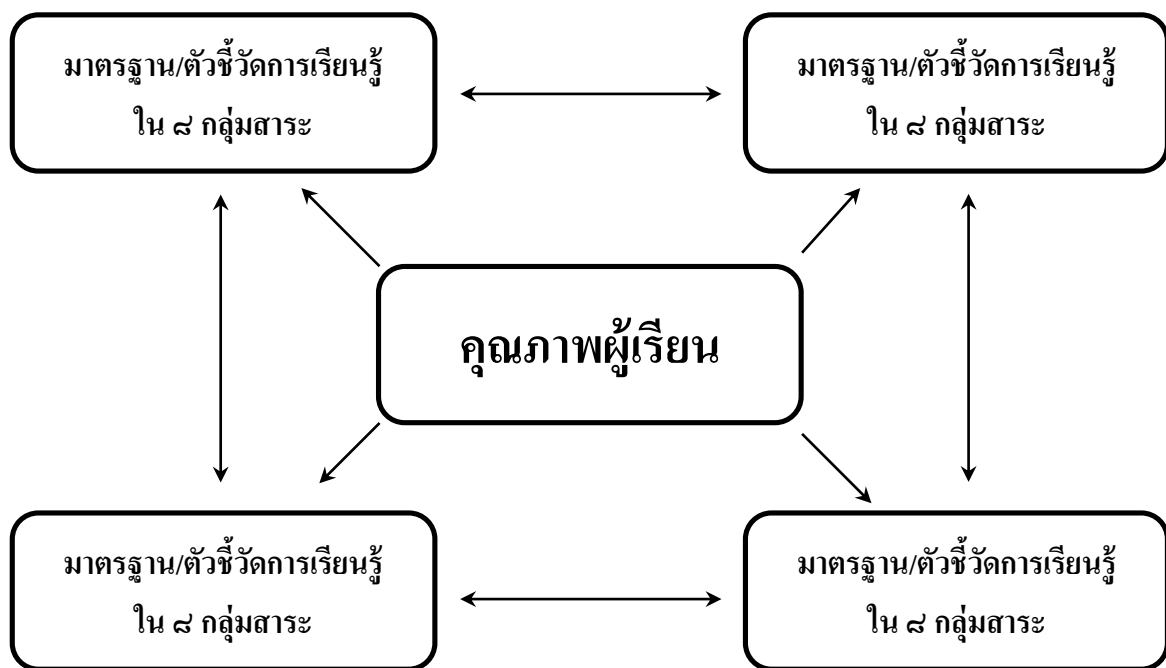 มาตรฐาน/ตัวชี้วัดการเรียนรู้
ใน ๘ กลุ่มสาระ
มาตรฐาน/ตัวชี้วัดการเรียนรู้
ใน ๘ กลุ่มสาระ
คุณภาพผู้เรียน
มาตรฐาน/ตัวชี้วัดการเรียนรู้
ใน ๘ กลุ่มสาระ
มาตรฐาน/ตัวชี้วัดการเรียนรู้
ใน ๘ กลุ่มสาระ